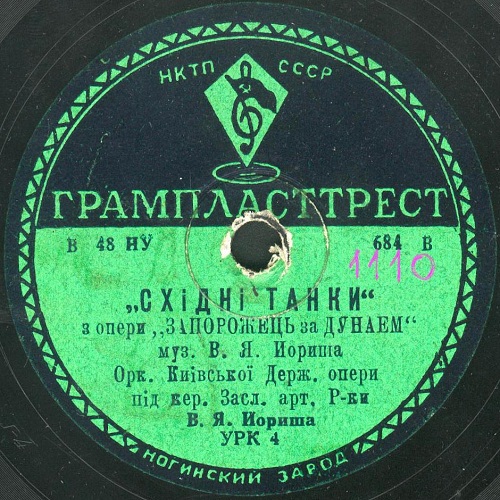 НКТП СССР
ГРАМПЛАСТТРЕСТ
В 48 НУ 684 В
1110
„СХІДНІ ТАНКИ“
з опери „ЗАПОРОЖЕЦЬ за ДУНАЕМ“
муз. В. Я. Иориша
Орк. Київської Держ. опери
під кер. Засл. арт, Р-ки
В. Я. Иориша
УРК 4
НОГИНСКИЙ ЗАВОД